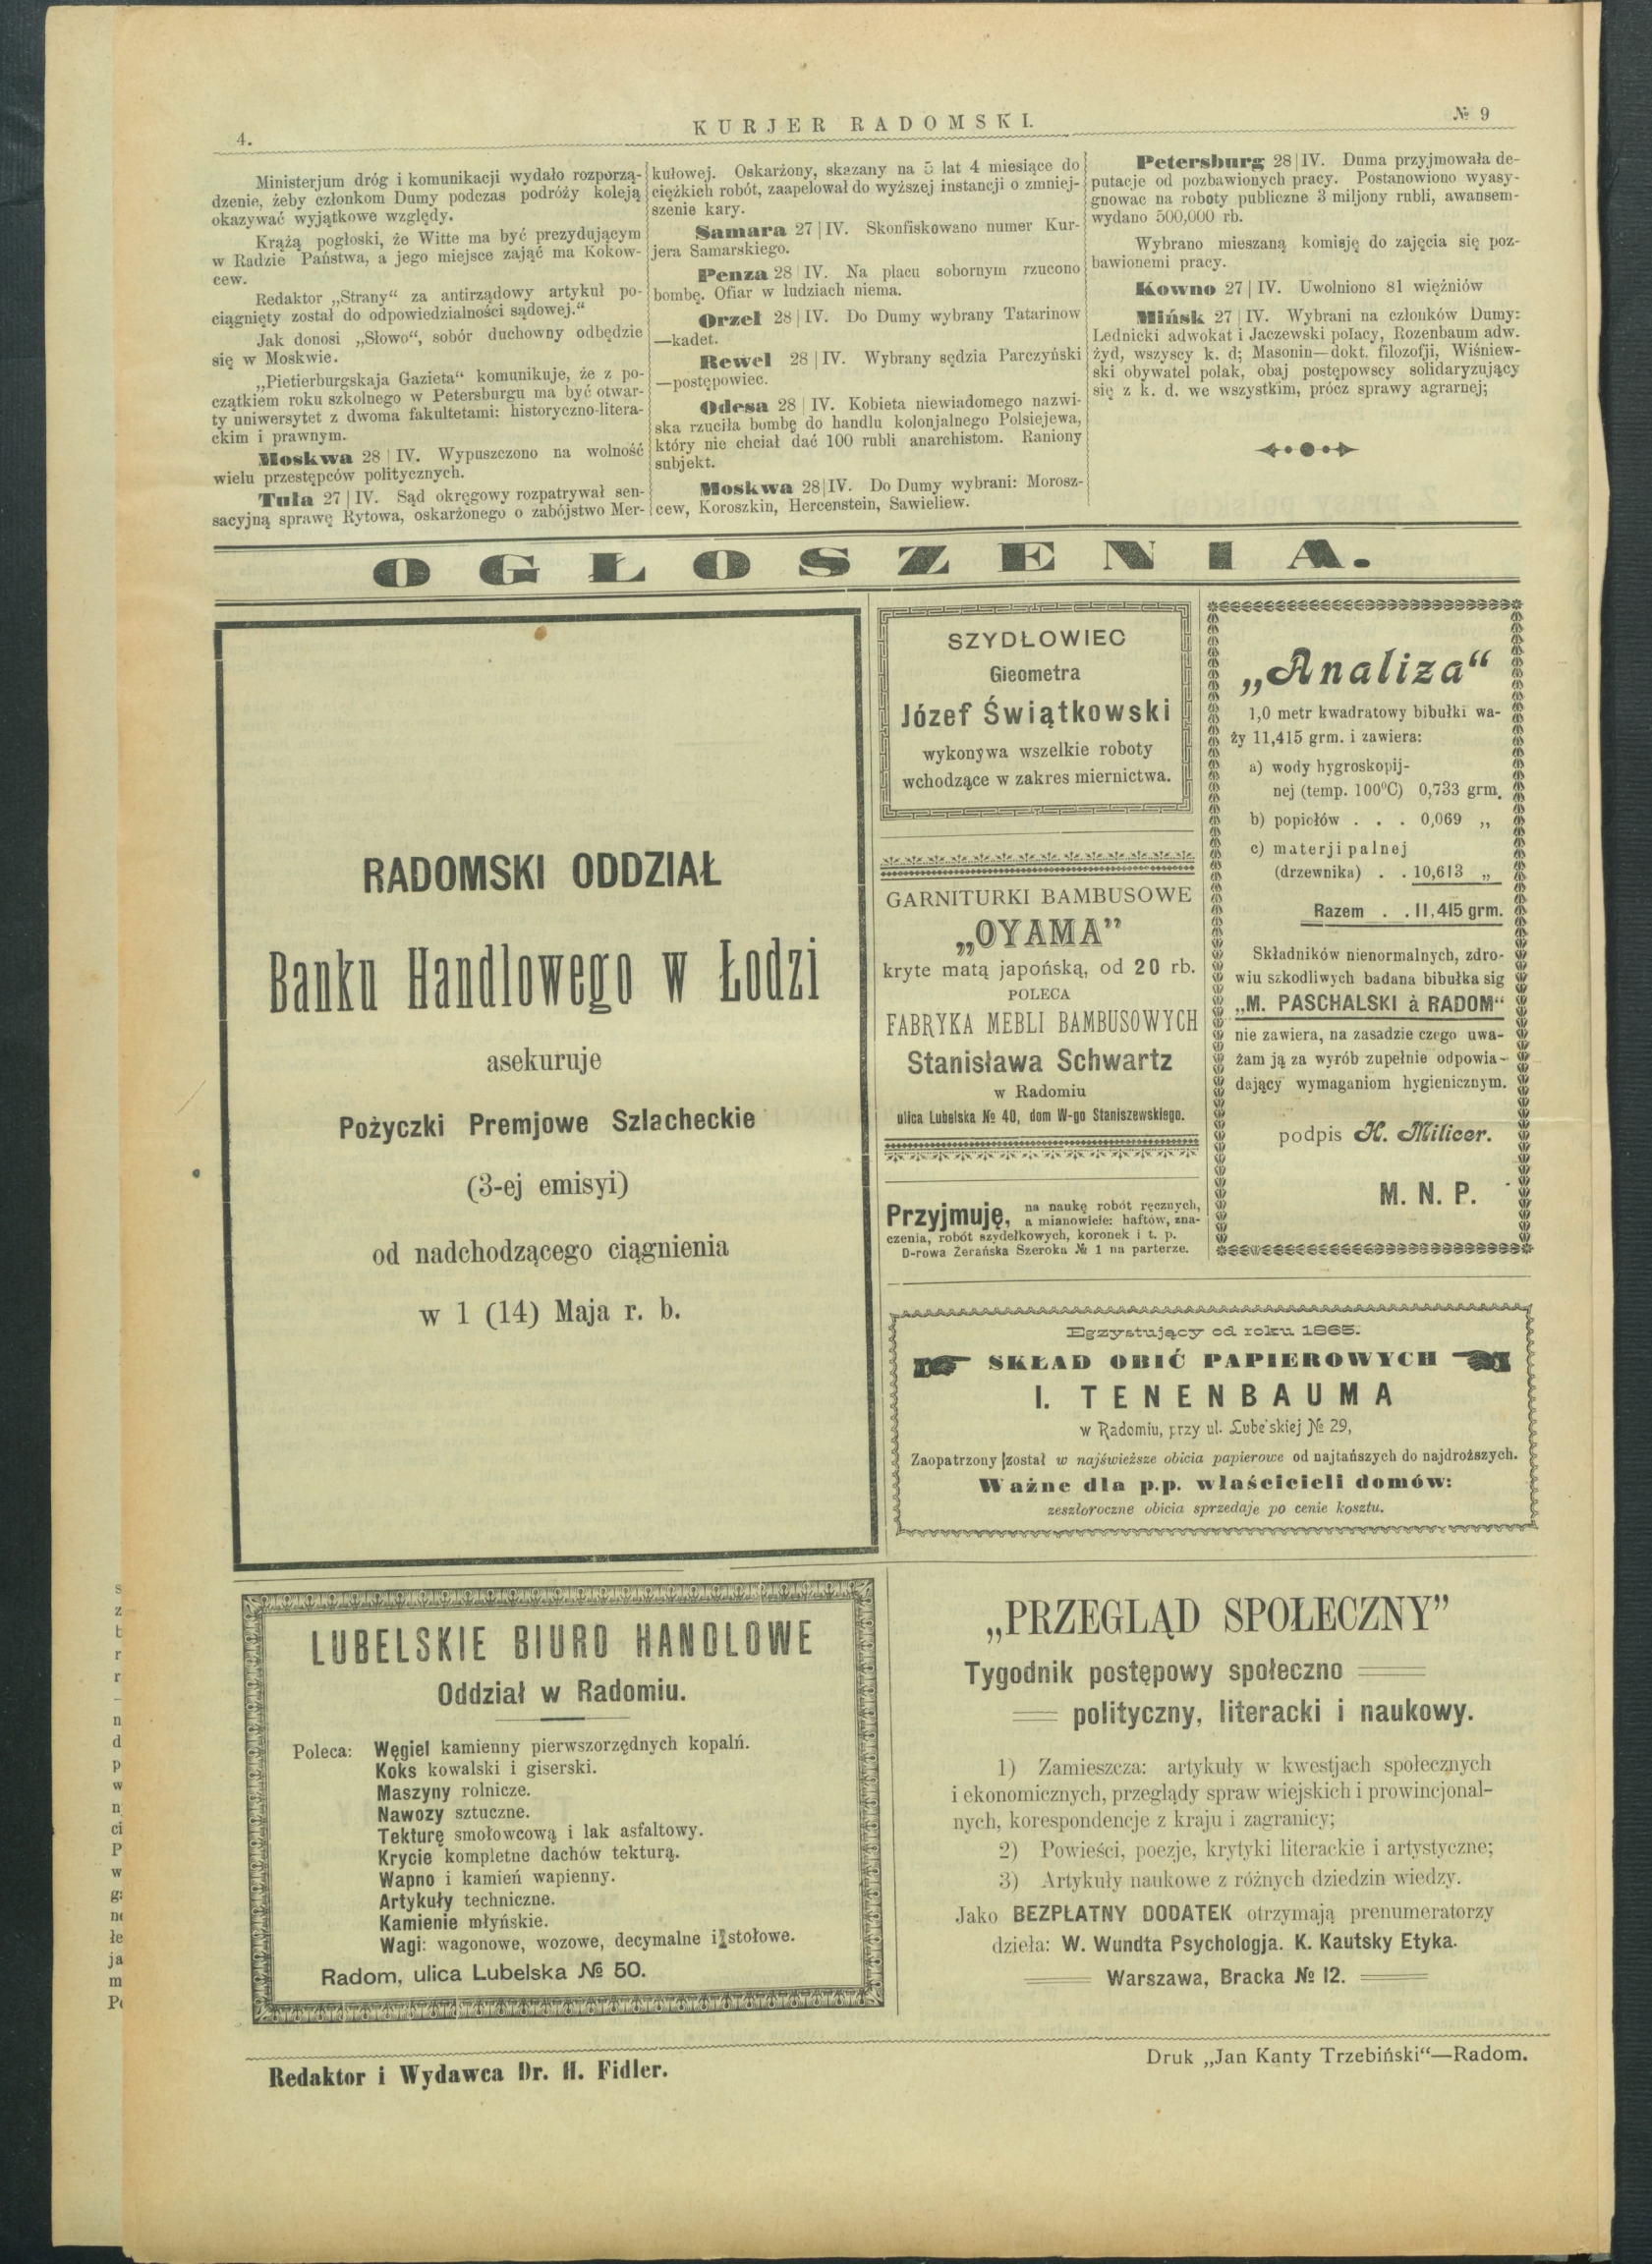 4.
KURJER RADOMSKI.
№ 9
Ministerjum dróg i komunikacji wydało rozporzą-
dzenie, żeby członkom Dumy podczas podróży koleją
okazywać wyjątkowe względy.
Krążą pogłoski, że Witte ma być prezydującym
w Radzie Państwa, a jego miejsce zająć ma Kokow-
cew.
Redaktor „Strany“ za antirządowy artykuł po-
ciągnięty został do odpowiedzialności sądowej.“
Jak donosi „Słowo“, sobór duchowny odbędzie
się w Moskwie.
„Pietierburgskaja Gazieta“ komunikuje, że z po-
czątkiem roku szkolnego w Petersburgu ma być otwar-
ty uniwersytet z dwoma fakultetami: historyczno-litera-
ckim i prawnym.
Moskwa 28 | IV. Wypuszczono na wolność
wielu przestępców politycznych.
Tuła 27 | IV. Sąd okręgowy rozpatrywał sen-
sacyjną sprawę Rytowa, oskarżonego o zabójstwo Mer-
kułowej. Oskarżony, skazany na 5 lat 4 miesiące do
ciężkich robót, zaapelował do wyższej instancji o zmniej-
szenie kary.
Samara 27 | IV. Skonfiskowano numer Kur-
jera Samarskiego.
Penza 28 | IV. Na placu sobornym rzucono
bombę. Ofiar w ludziach niema.
Orzeł 28 | IV. Do Dumy wybrany Tatarinow
—kadet.
Rewel 28 | IV. Wybrany sędzia Parczyński
—postępowiec.
Odesa 28 | IV. Kobieta niewiadomego nazwi-
ska rzuciła bombę do handlu kolonjalnego Polsiejewa,
który nie chciał dać 100 rubli anarchistom. Raniony
subjekt.
Moskwa 28|IV. Do Dumy wybrani: Morosz-
cew, Koroszkin, Hercenstein, Sawieliew.
Petersburg 28|IV. Duma przyjmowała de-
putacje od pozbawionych pracy. Postanowiono wyasy-
gnować na roboty publiczne 3 miljony rubli, awansem-
wydano 500,000 rb.
Wybrano mieszaną komisję do zajęcia się poz-
bawionemi pracy.
Kowno 27 | IV. Uwolniono 81 więźniów
Mińsk 27 | IV. Wybrani na członków Dumy:
Lednicki adwokat i Jaczewski polacy, Rozenbaum adw.
żyd, wszyscy k. d; Masonin—dokt. filozofji, Wiśniew-
ski obywatel polak, obaj postępowscy solidaryzujący
się z k. d. we wszystkim, prócz sprawy agrarnej;
OGŁOSZENIA.
RADOMSKI ODDZIAŁ
Banku Handlowego w Łodzi
asekuruje
Pożyczki Premjowe Szlacheckie
(3-ej emisyi)
od nadchodzącego ciągnienia
w 1 (14) Maja r. b.
SZYDŁOWIEC
Gieometra
Józef Świątkowski
wykonywa wszelkie roboty
wchodzące w zakres miernictwa.
GARNITURKI BAMBUSOWE
„OYAMA”
kryte matą japońską, od 20 rb.
POLECA
FABRYKA MEBLI BAMBUSOWYCH
Stanisława Schwartz
w Radomiu
ulica Lubelska № 40, dom W-go Staniszewskiego.
Przyjmuję, na naukę robót ręcznych,
a mianowicie: haftów, zna-
czenia, robót szydełkowych, koronek i t. p.
D-rowa Żerańska Szeroka № 1 na parterze.
„Analiza“
1,0 metr kwadratowy bibułki wa-
ży 11,415 grm. i zawiera:
a) wody hygroskopij-
nej (temp. 100°C) 0,733 grm.
b) popiołów . . . 0,069 „
c) materji palnej
(drzewnika) . . 10,613 „
Razem . . 11,415 grm.
Składników nienormalnych, zdro-
wiu szkodliwych badana bibułka sig
„M. PASCHALSKI à RADOM“
nie zawiera, na zasadzie czego uwa-
żam ją za wyrób zupełnie odpowia-
dający wymaganiom hygienicznym.
podpis H. Milicer.
M. N. P.
Egzystujący od roku 1865.
SKŁAD OBIĆ PAPIEROWYCH
I. TENENBAUMA
w Radomiu, przy ul. Lubelskiej № 29,
Zaopatrzony został w najświeższe obicia papierowe od najtańszych do najdroższych.
Ważne dla p.p. właścicieli domów:
zeszłoroczne obicia sprzedaje po cenie kosztu.
LUBELSKIE BIURO HANDLOWE
Oddział w Radomiu.
Poleca: Węgiel kamienny pierwszorzędnych kopalń.
Koks kowalski i giserski.
Maszyny rolnicze.
Nawozy sztuczne.
Tekturę smołowcową i lak asfaltowy.
Krycie kompletne dachów tekturą.
Wapno i kamień wapienny.
Artykuły techniczne.
Kamienie młyńskie.
Wagi: wagonowe, wozowe, decymalne i stołowe.
Radom, ulica Lubelska № 50.
„PRZEGLĄD SPOŁECZNY”
Tygodnik postępowy społeczno
polityczny, literacki i naukowy.
1) Zamieszcza: artykuły w kwestjach społecznych
i ekonomicznych, przeglądy spraw wiejskich i prowincjonal-
nych, korespondencje z kraju i zagranicy;
2) Powieści, poezje, krytyki literackie i artystyczne;
3) Artykuły naukowe z różnych dziedzin wiedzy.
Jako BEZPŁATNY DODATEK otrzymają prenumeratorzy
dzieła: W. Wundta Psychologja. K. Kautsky Etyka.
Warszawa, Bracka № 12.
Redaktor i Wydawca Dr. H. Fidler.
Druk „Jan Kanty Trzebiński“—Radom.